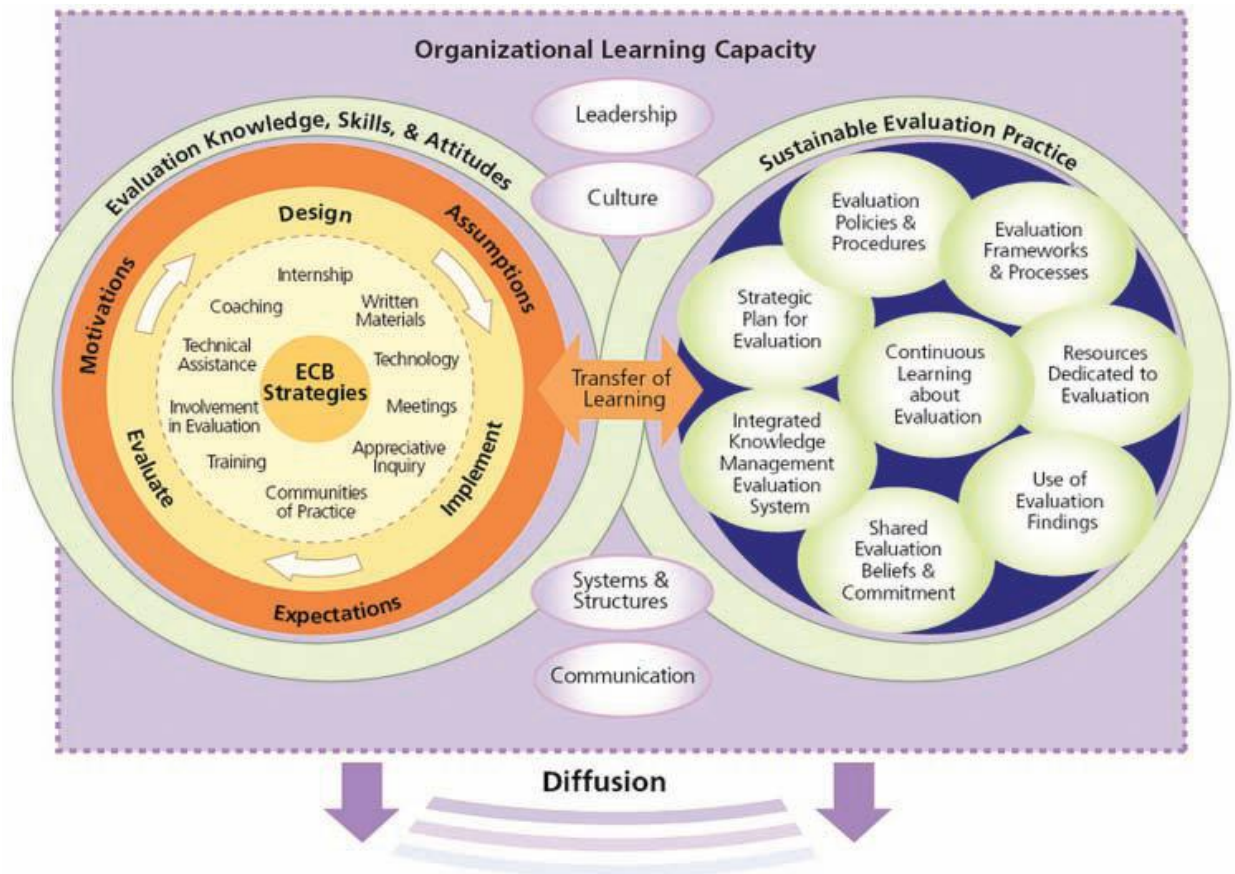 Organizational Learning Capacity
Leadership
Culture
Evaluation Knowledge, Skills, & Attitudes
Motivations
Assumptions
Expectations
Design
Implement
Evaluate
Internship
Coaching
Written
Materials
Technical
Assistance
Technology
ECB
Strategies
Involvement
in Evaluation
Meetings
Training
Appreciative
Inquiry
Communities
of Practice
Transfer of
Learning
Sustainable Evaluation Practice
Evaluation
Policies &
Procedures
Evaluation
Frameworks
& Processes
Strategic
Plan for
Evaluation
Continuous
Learning
about
Evaluation
Resources
Dedicated to
Evaluation
Integrated
Knowledge
Management
Evaluation
System
Use of
Evaluation
Findings
Shared
Evaluation
Beliefs &
Commitment
Systems &
Structures
Communication
Diffusion